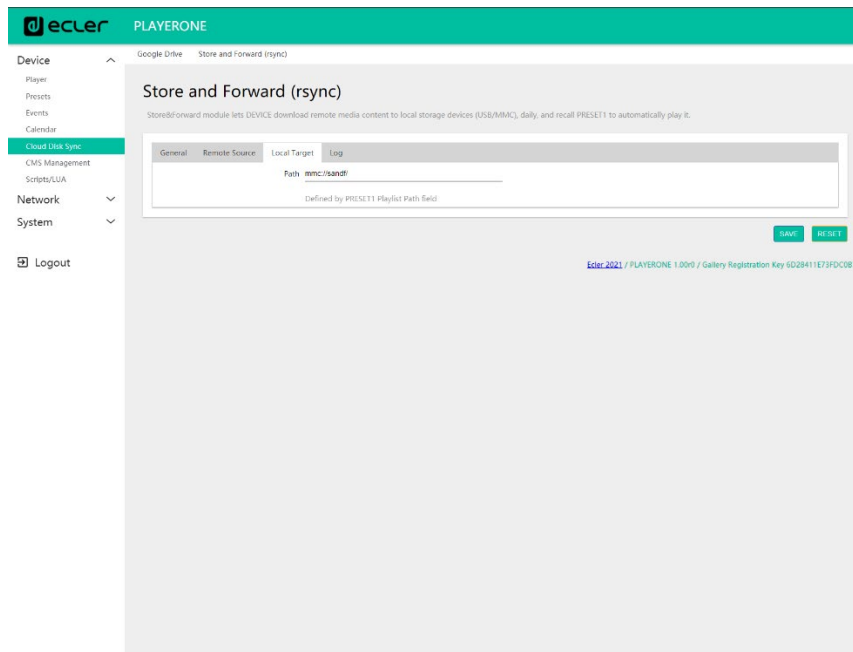 ecler PLAYERONE
Google Drive Store and Forward (rsync)
Device
Player
Presets
Events
Calendar
Cloud Disk Sync
CMS Management
Scripts/LUA
Network
System
Logout
Store and Forward (rsync)
Store&Forward module lets DEVICE download remote media content to local storage devices (USB/MMC), daily, and recall PRESET1 to automatically play it.
General Remote Source Local Target Log
Path mmc://sandf/
Defined by PRESET1 Playlist Path field
SAVE RESET
Ecler 2021 / PLAYERONE 1.00r0 / Gallery Registration Key 6D28411E73FDC08